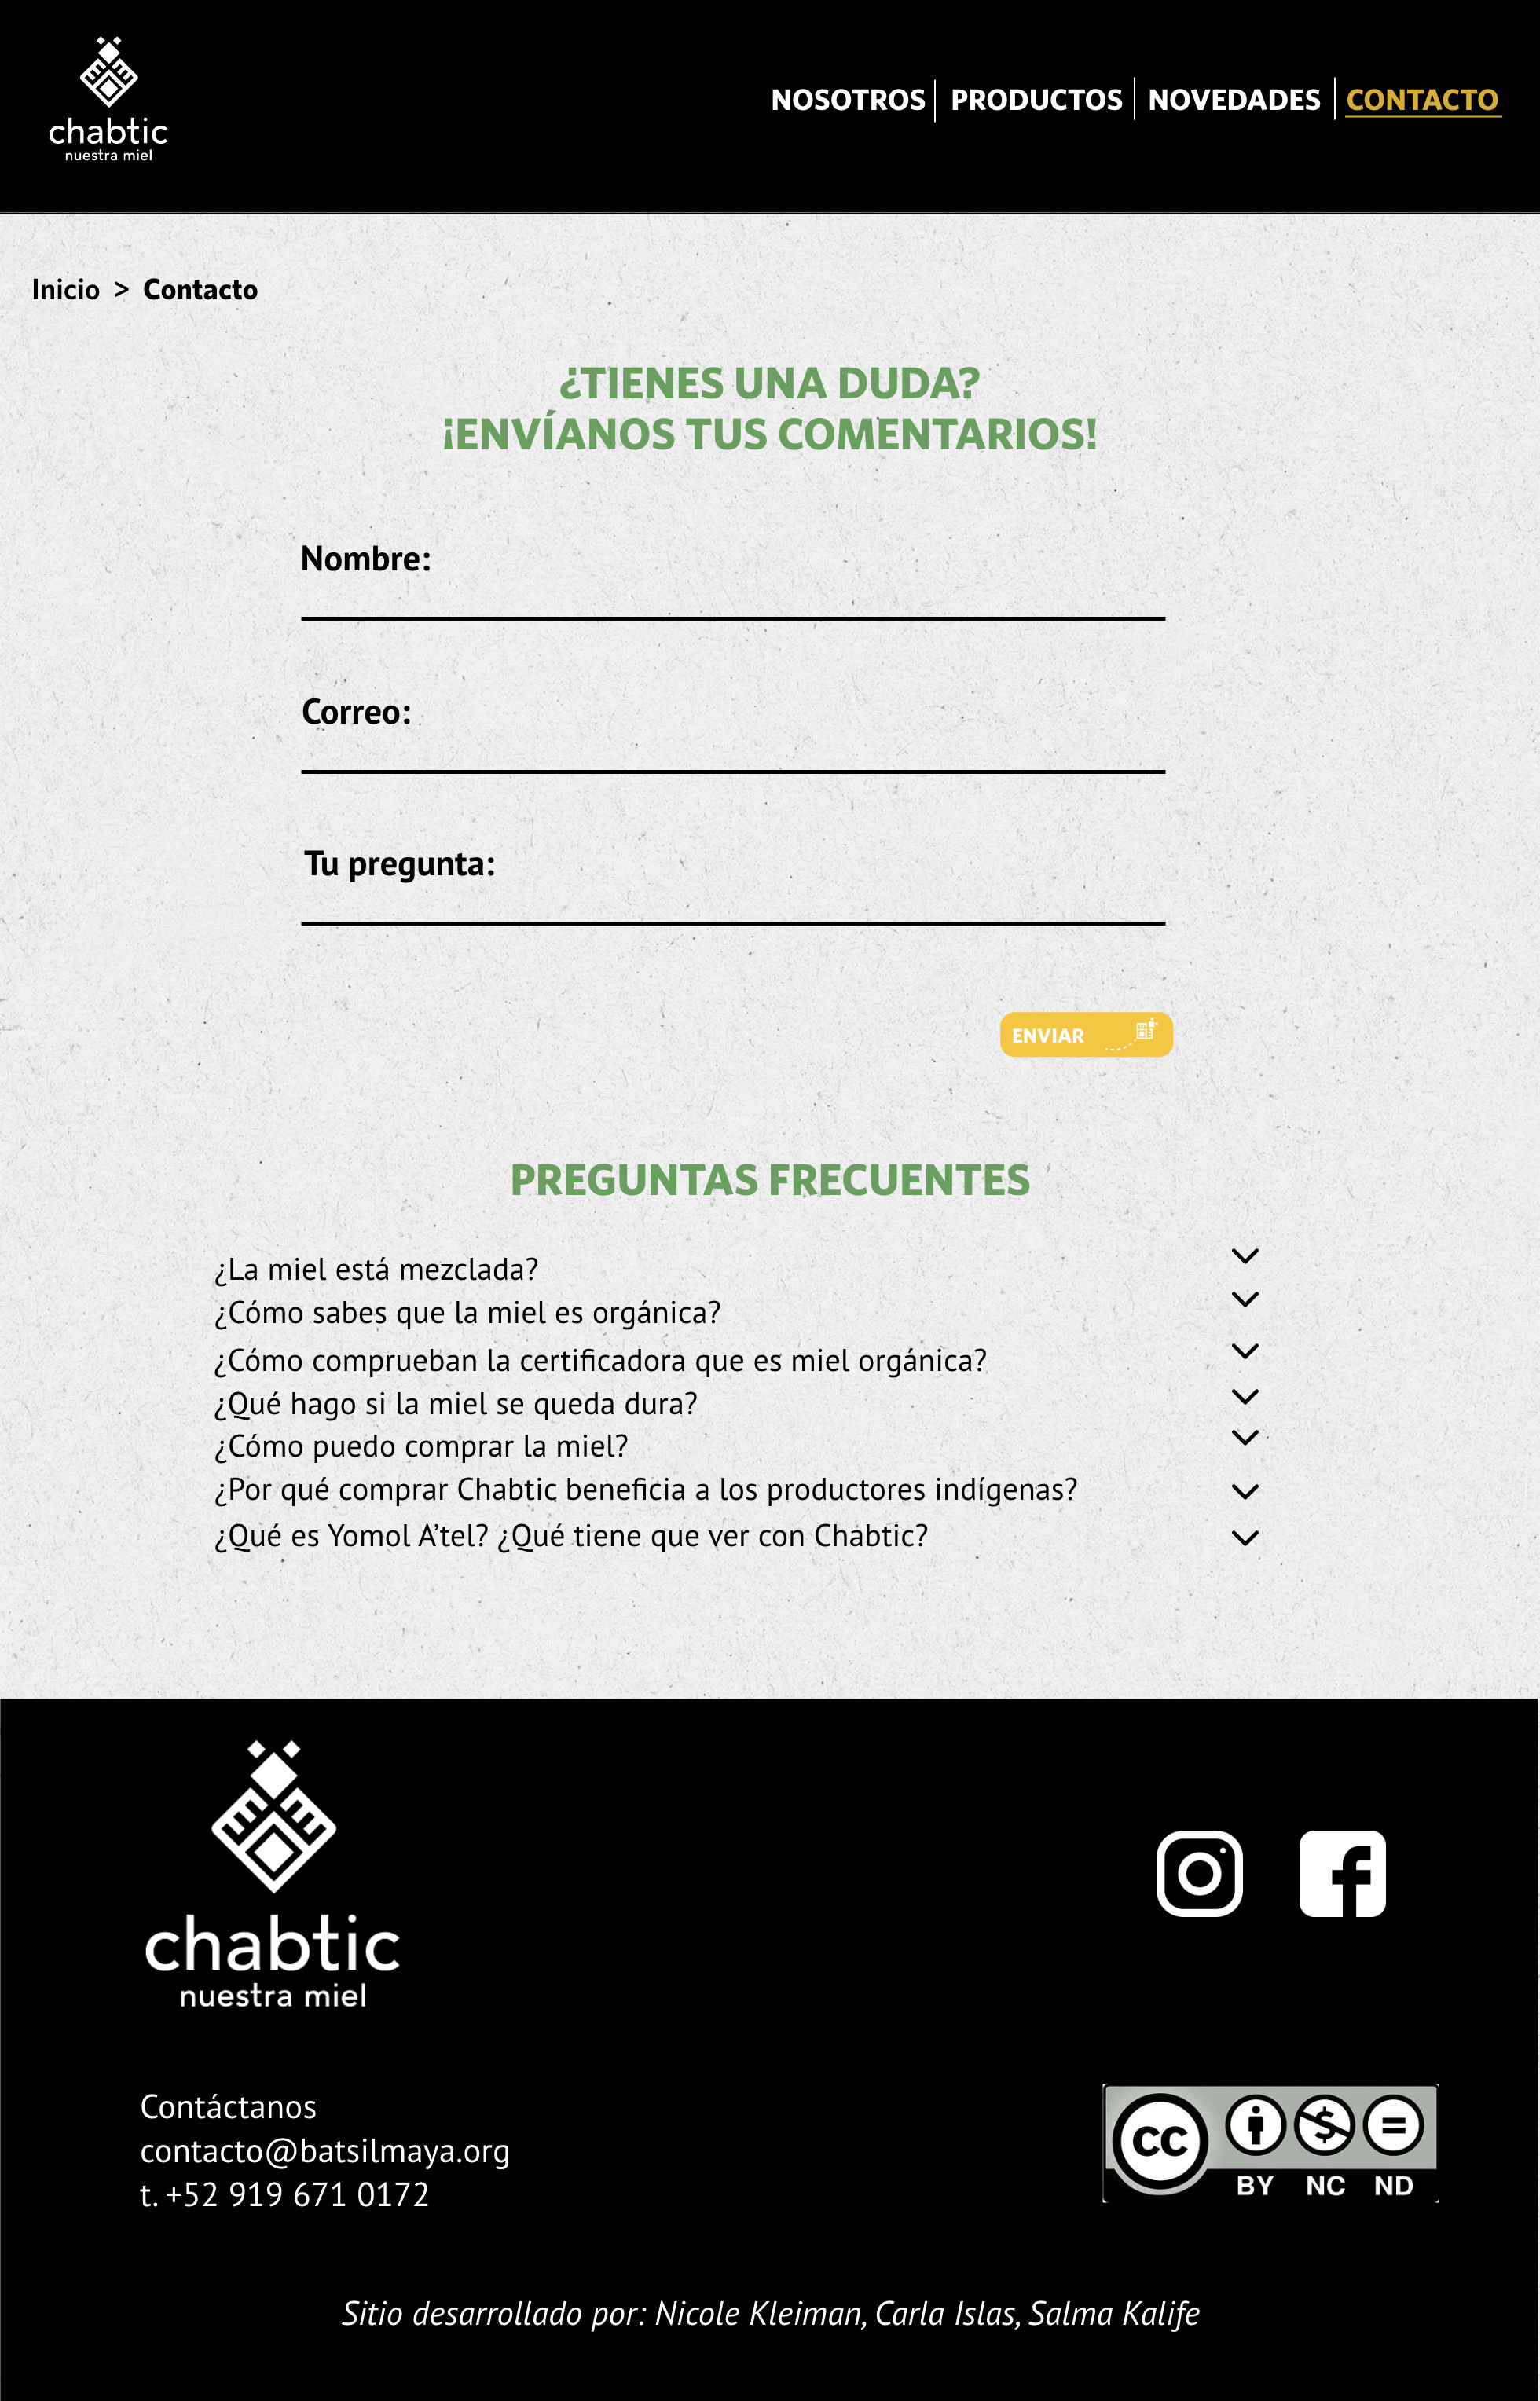 chabtic
nuestra miel
NOSOTROS
PRODUCTOS
NOVEDADES
CONTACTO
Inicio > Contacto
¿TIENES UNA DUDA?
¡ENVÍANOS TUS COMENTARIOS!
Nombre:
Correo:
Tu pregunta:
ENVIAR
PREGUNTAS FRECUENTES
¿La miel está mezclada?
¿Cómo sabes que la miel es orgánica?
¿Cómo comprueban la certificadora que es miel orgánica?
¿Qué hago si la miel se queda dura?
¿Cómo puedo comprar la miel?
¿Por qué comprar Chabtic beneficia a los productores indígenas?
¿Qué es Yomol A’tel? ¿Qué tiene que ver con Chabtic?
chabtic
nuestra miel
Contáctanos
contacto@batsilmaya.org
t. +52 919 671 0172
CC
BY NC ND
Sitio desarrollado por: Nicole Kleiman, Carla Islas, Salma Kalife